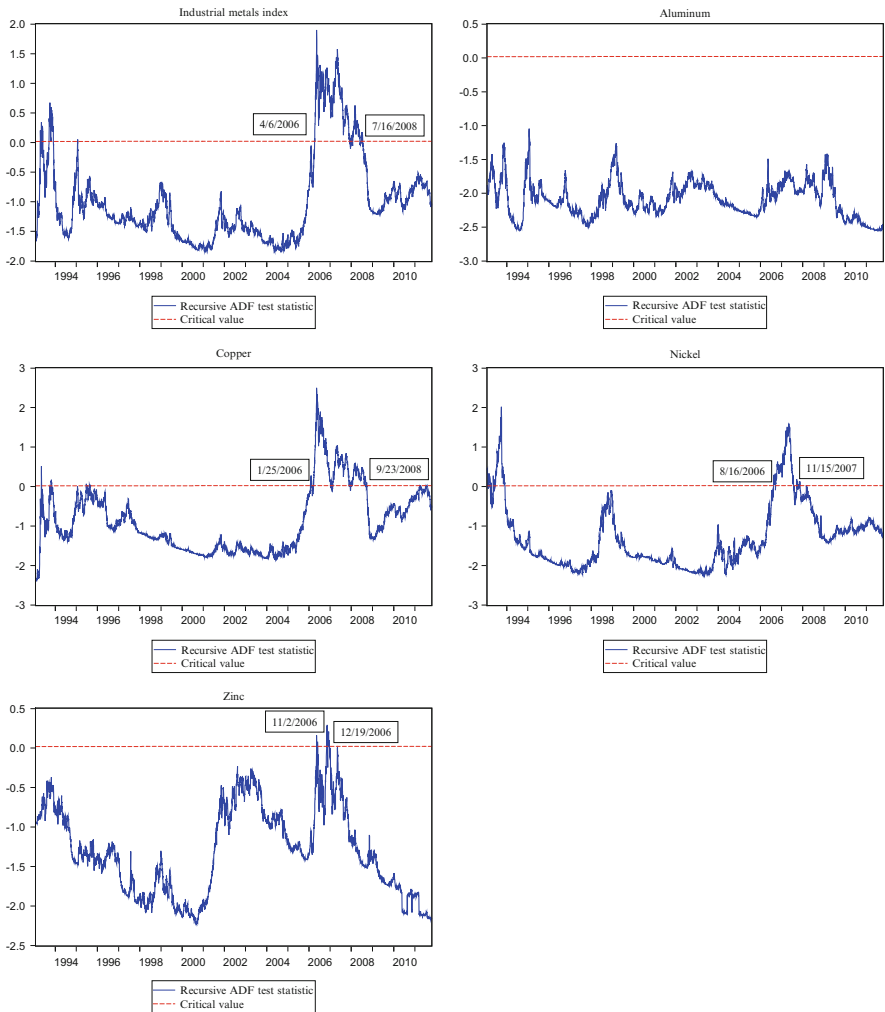 Industrial metals index
2.0
1.5
1.0
0.5
0.0
-0.5
-1.0
-1.5
-2.0
4/6/2006
7/16/2008
1994 1996 1998 2000 2002 2004 2006 2008 2010
Recursive ADF test statistic
Critical value
Aluminum
0.5
0.0
-0.5
-1.0
-1.5
-2.0
-2.5
-3.0
1994 1996 1998 2000 2002 2004 2006 2008 2010
Recursive ADF test statistic
Critical value
Copper
3
2
1
0
-1
-2
-3
1/25/2006
9/23/2008
1994 1996 1998 2000 2002 2004 2006 2008 2010
Recursive ADF test statistic
Critical value
Nickel
3
2
1
0
-1
-2
-3
8/16/2006
11/15/2007
1994 1996 1998 2000 2002 2004 2006 2008 2010
Recursive ADF test statistic
Critical value
Zinc
0.5
0.0
-0.5
-1.0
-1.5
-2.0
-2.5
11/2/2006
12/19/2006
1994 1996 1998 2000 2002 2004 2006 2008 2010
Recursive ADF test statistic
Critical value